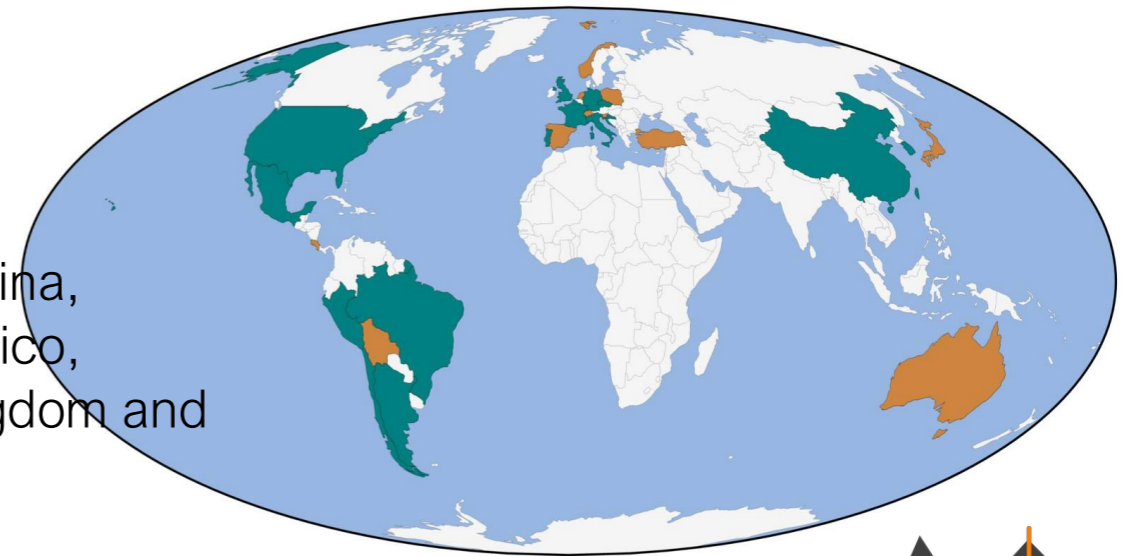 ina,
ico,
gdom and